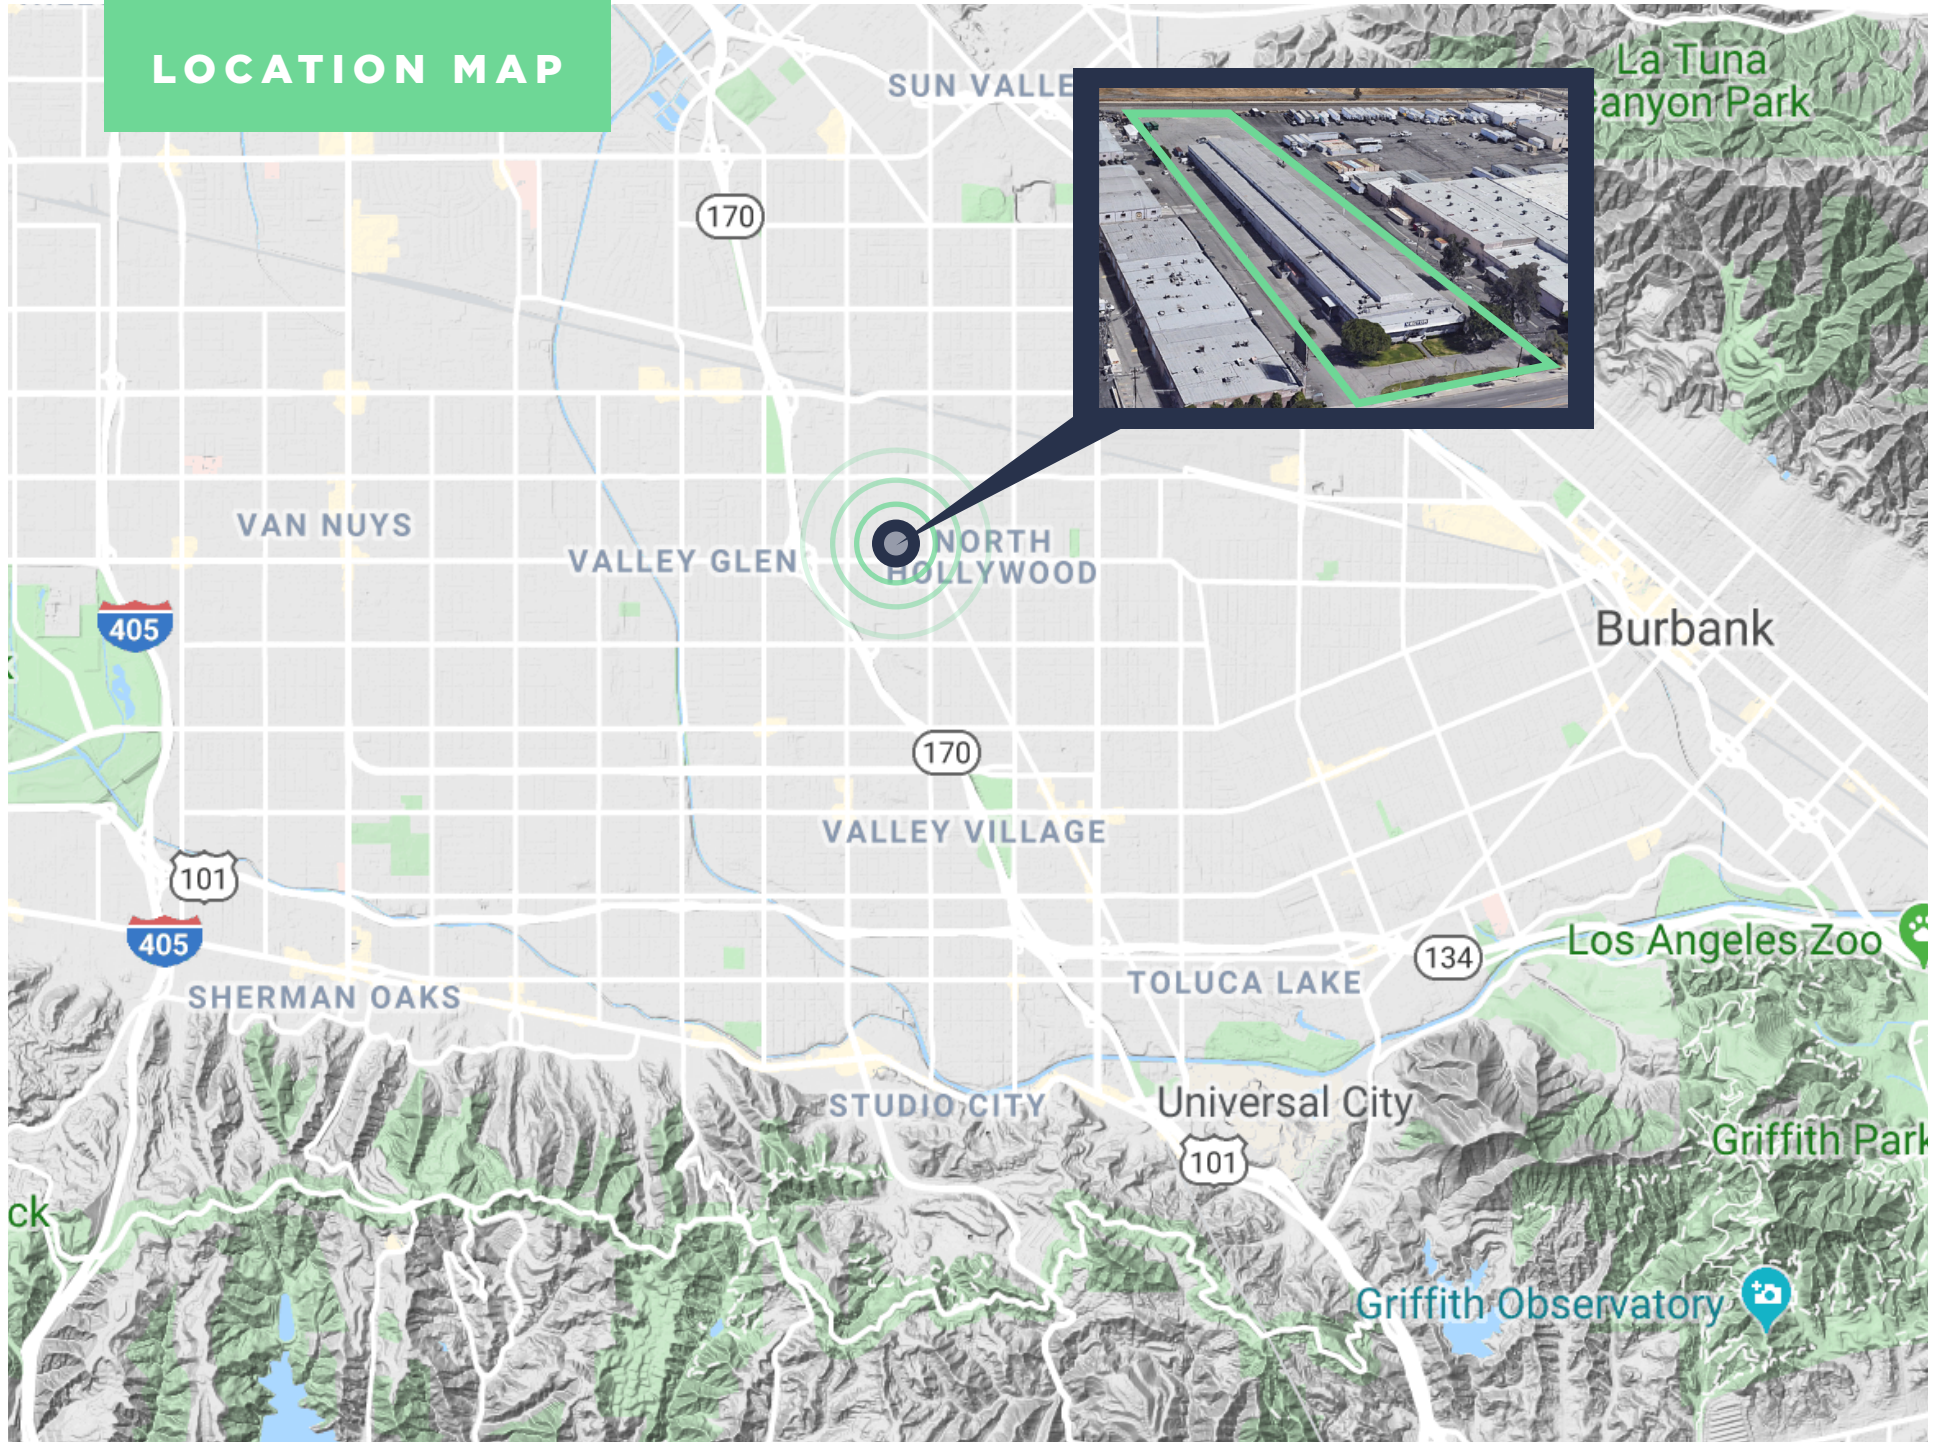 LOCATION MAP
SUN VALLE
La Tuna
anyon Park
170
VAN NUYS
VALLEY GLEN
NORTH
HOLLYWOOD
405
Burbank
170
VALLEY VILLAGE
101
405
134
Los Angeles Zoo
TOLUCA LAKE
SHERMAN OAKS
STUDIO CITY
Universal City
101
Griffith Park
ck
Griffith Observatory